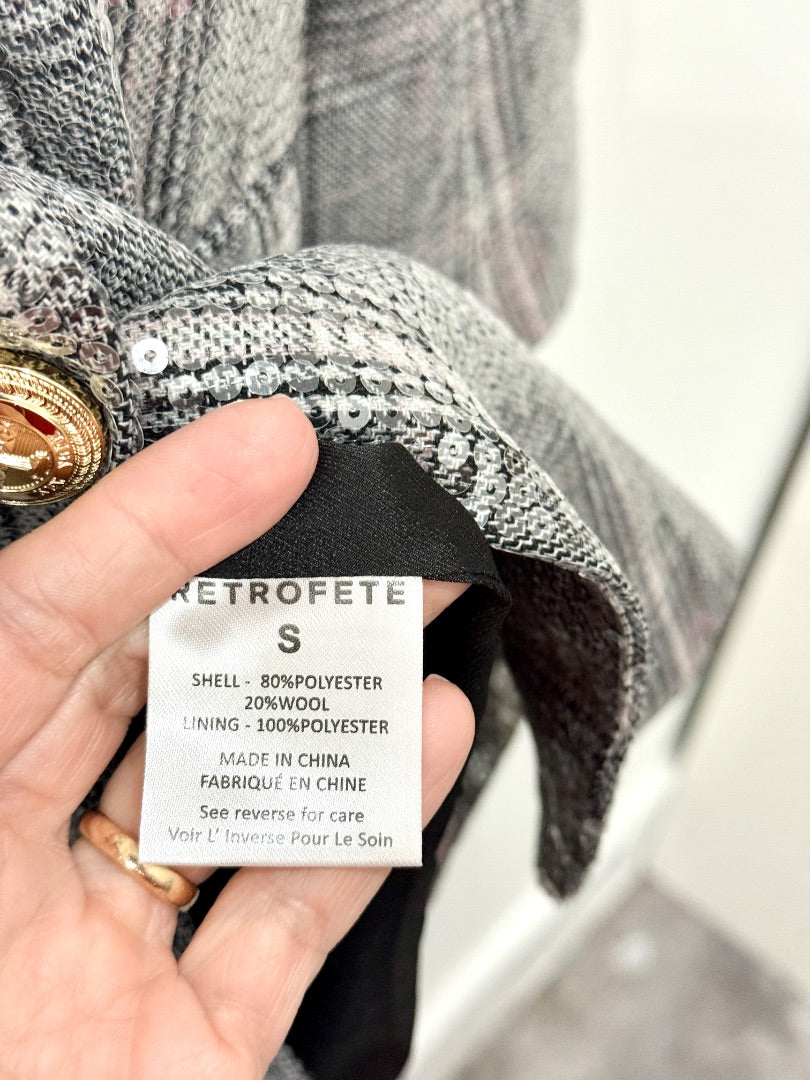 RETROFETE
S
SHELL - 80%POLYESTER
20%WOOL
LINING - 100%POLYESTER
MADE IN CHINA
FABRIQUÉ EN CHINE
See reverse for care
Voir L' Inverse Pour Le Soin